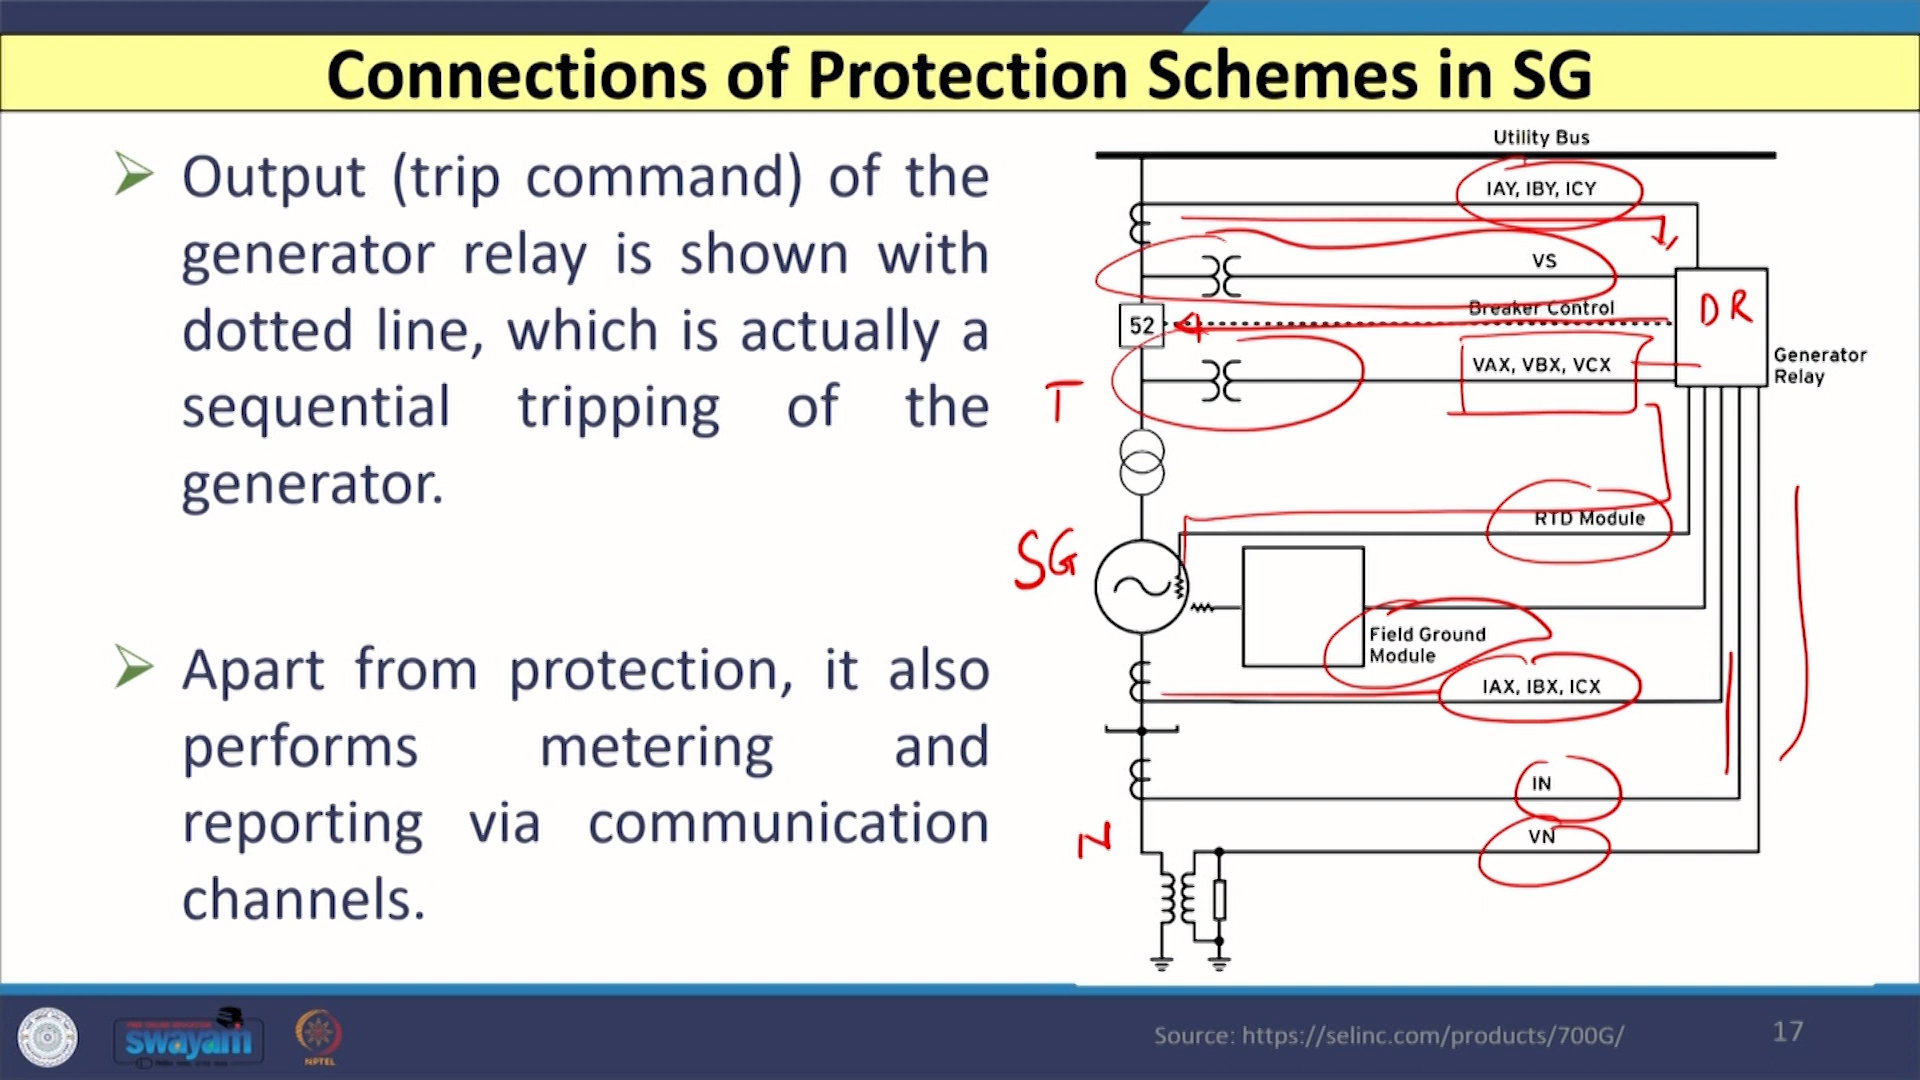 Connections of Protection Schemes in SG
Output (trip command) of the
generator relay is shown with
dotted line, which is actually a
sequential tripping of the
generator.
Apart from protection, it also
performs metering and
reporting via communication
channels.
Utility Bus
IAY, IBY, ICY
VS
Breaker Control
52
DR
VAX, VBX, VCX
Generator
Relay
T
RTD Module
SG
Field Ground
Module
IAX, IBX, ICX
IN
N
VN
swayam
NPTEL
Source: https://selinc.com/products/700G/
17